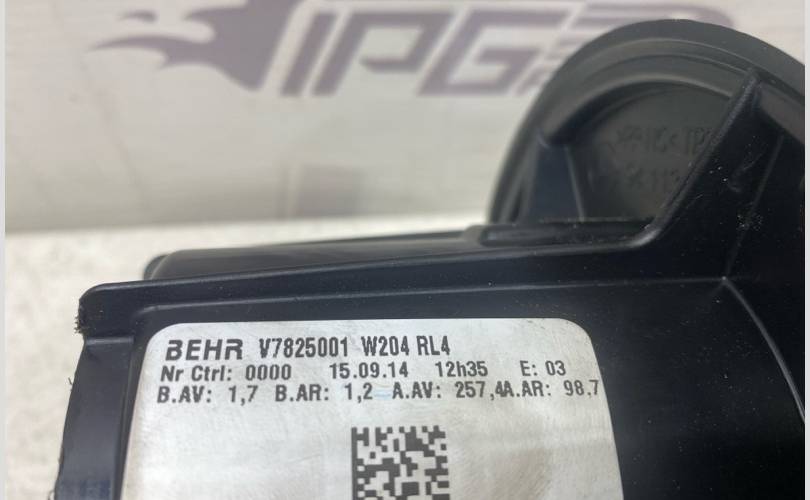 IPG
BEHR V7825001 W204 RL4
Nr Ctrl: 0000 15.09.14 12h35 E: 03
B.AV: 1,7 B.AR: 1,2 A.AV: 257,4A.AR: 98,7